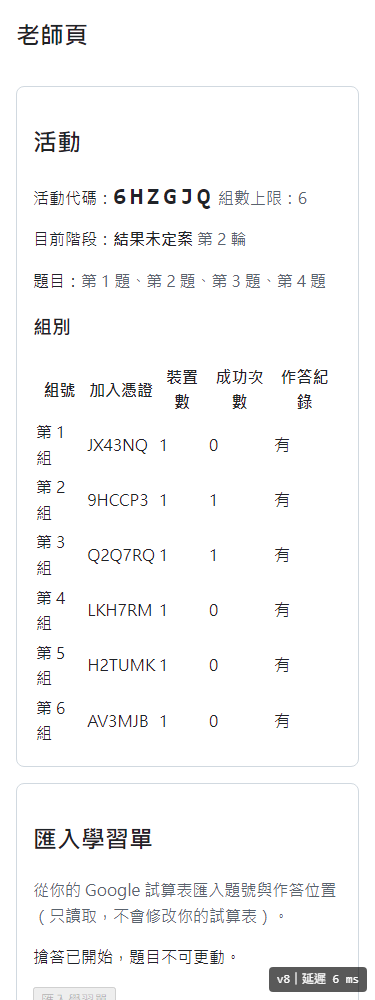 老師頁
活動
活動代碼：6HZGJQ 組數上限：6
目前階段：結果未定案 第 2 輪
題目：第 1 題、第 2 題、第 3 題、第 4 題
組別
組號 加入憑證 裝置數 成功次數 作答紀錄
第 1 組 JX43NQ 1 0 有
第 2 組 9HCCP3 1 1 有
第 3 組 Q2Q7RQ 1 1 有
第 4 組 LKH7RM 1 0 有
第 5 組 H2TUMK 1 0 有
第 6 組 AV3MJB 1 0 有
匯入學習單
從你的 Google 試算表匯入題號與作答位置
（只讀取，不會修改你的試算表）。
搶答已開始，題目不可更動。
匯入學習單
v8｜延遲 6 ms